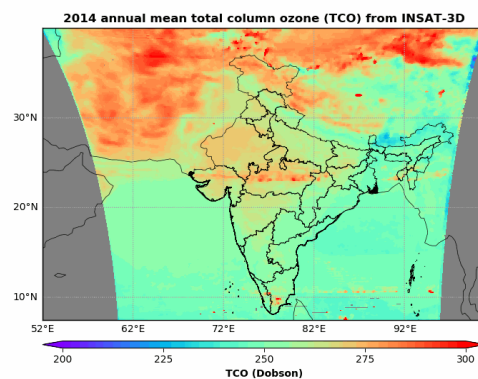 2014 annual mean total column ozone (TCO) from INSAT-3D
30°N
20°N
10°N
52°E 62°E 72°E 82°E 92°E
200 225 250 275 300
TCO (Dobson)